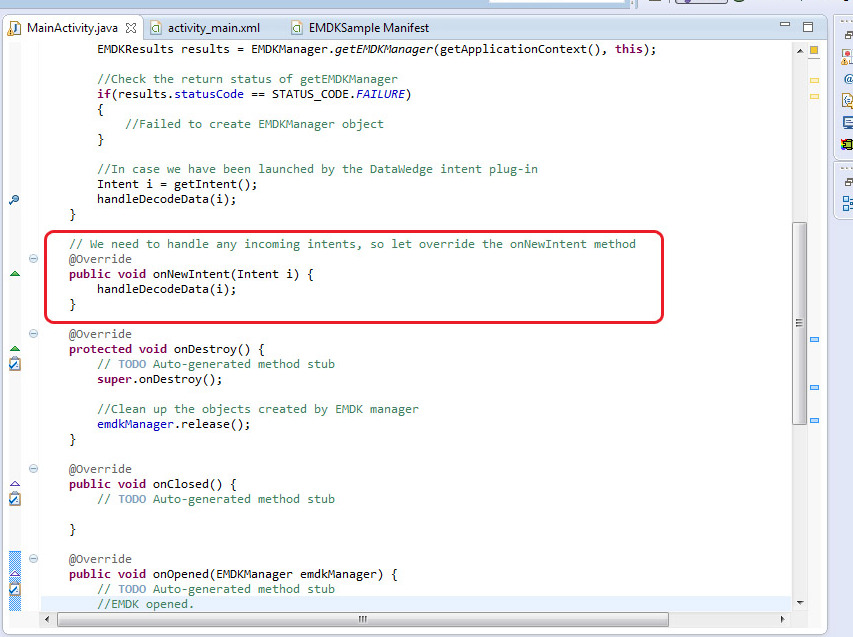 MainActivity.java activity_main.xml EMDKSample Manifest
EMDKResults results = EMDKManager.getEMDKManager(getApplicationContext(), this);
//Check the return status of getEMDKManager
if(results.statusCode == STATUS_CODE.FAILURE)
{
//Failed to create EMDKManager object
}
//In case we have been launched by the DataWedge intent plug-in
Intent i = getIntent();
handleDecodeData(i);
}
// We need to handle any incoming intents, so let override the onNewIntent method
@Override
public void onNewIntent(Intent i) {
handleDecodeData(i);
}
@Override
protected void onDestroy() {
// TODO Auto-generated method stub
super.onDestroy();
//Clean up the objects created by EMDK manager
emdkManager.release();
}
@Override
public void onClosed() {
// TODO Auto-generated method stub
}
@Override
public void onOpened(EMDKManager emdkManager) {
// TODO Auto-generated method stub
//EMDK opened.